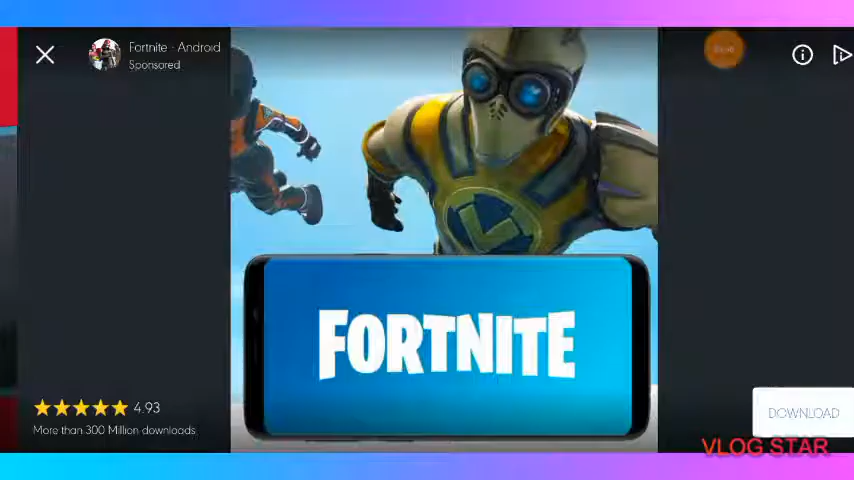 Fortnite - Android
Sponsored
FORTNITE
4.93
More than 300 Million downloads.
DOWNLOAD
VLOG STAR